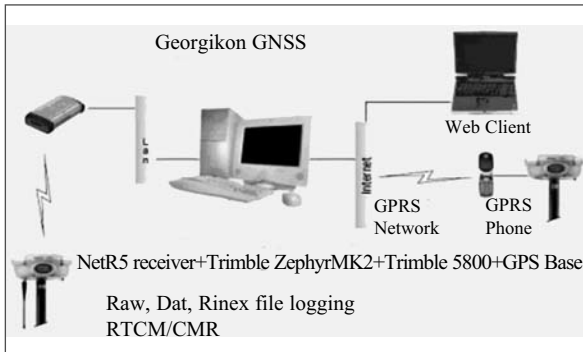 Georgikon GNSS
Lan
Internet
Web Client
GPRS
Network
GPRS
Phone
NetR5 receiver+Trimble ZephyrMK2+Trimble 5800+GPS Base
Raw, Dat, Rinex file logging
RTCM/CMR